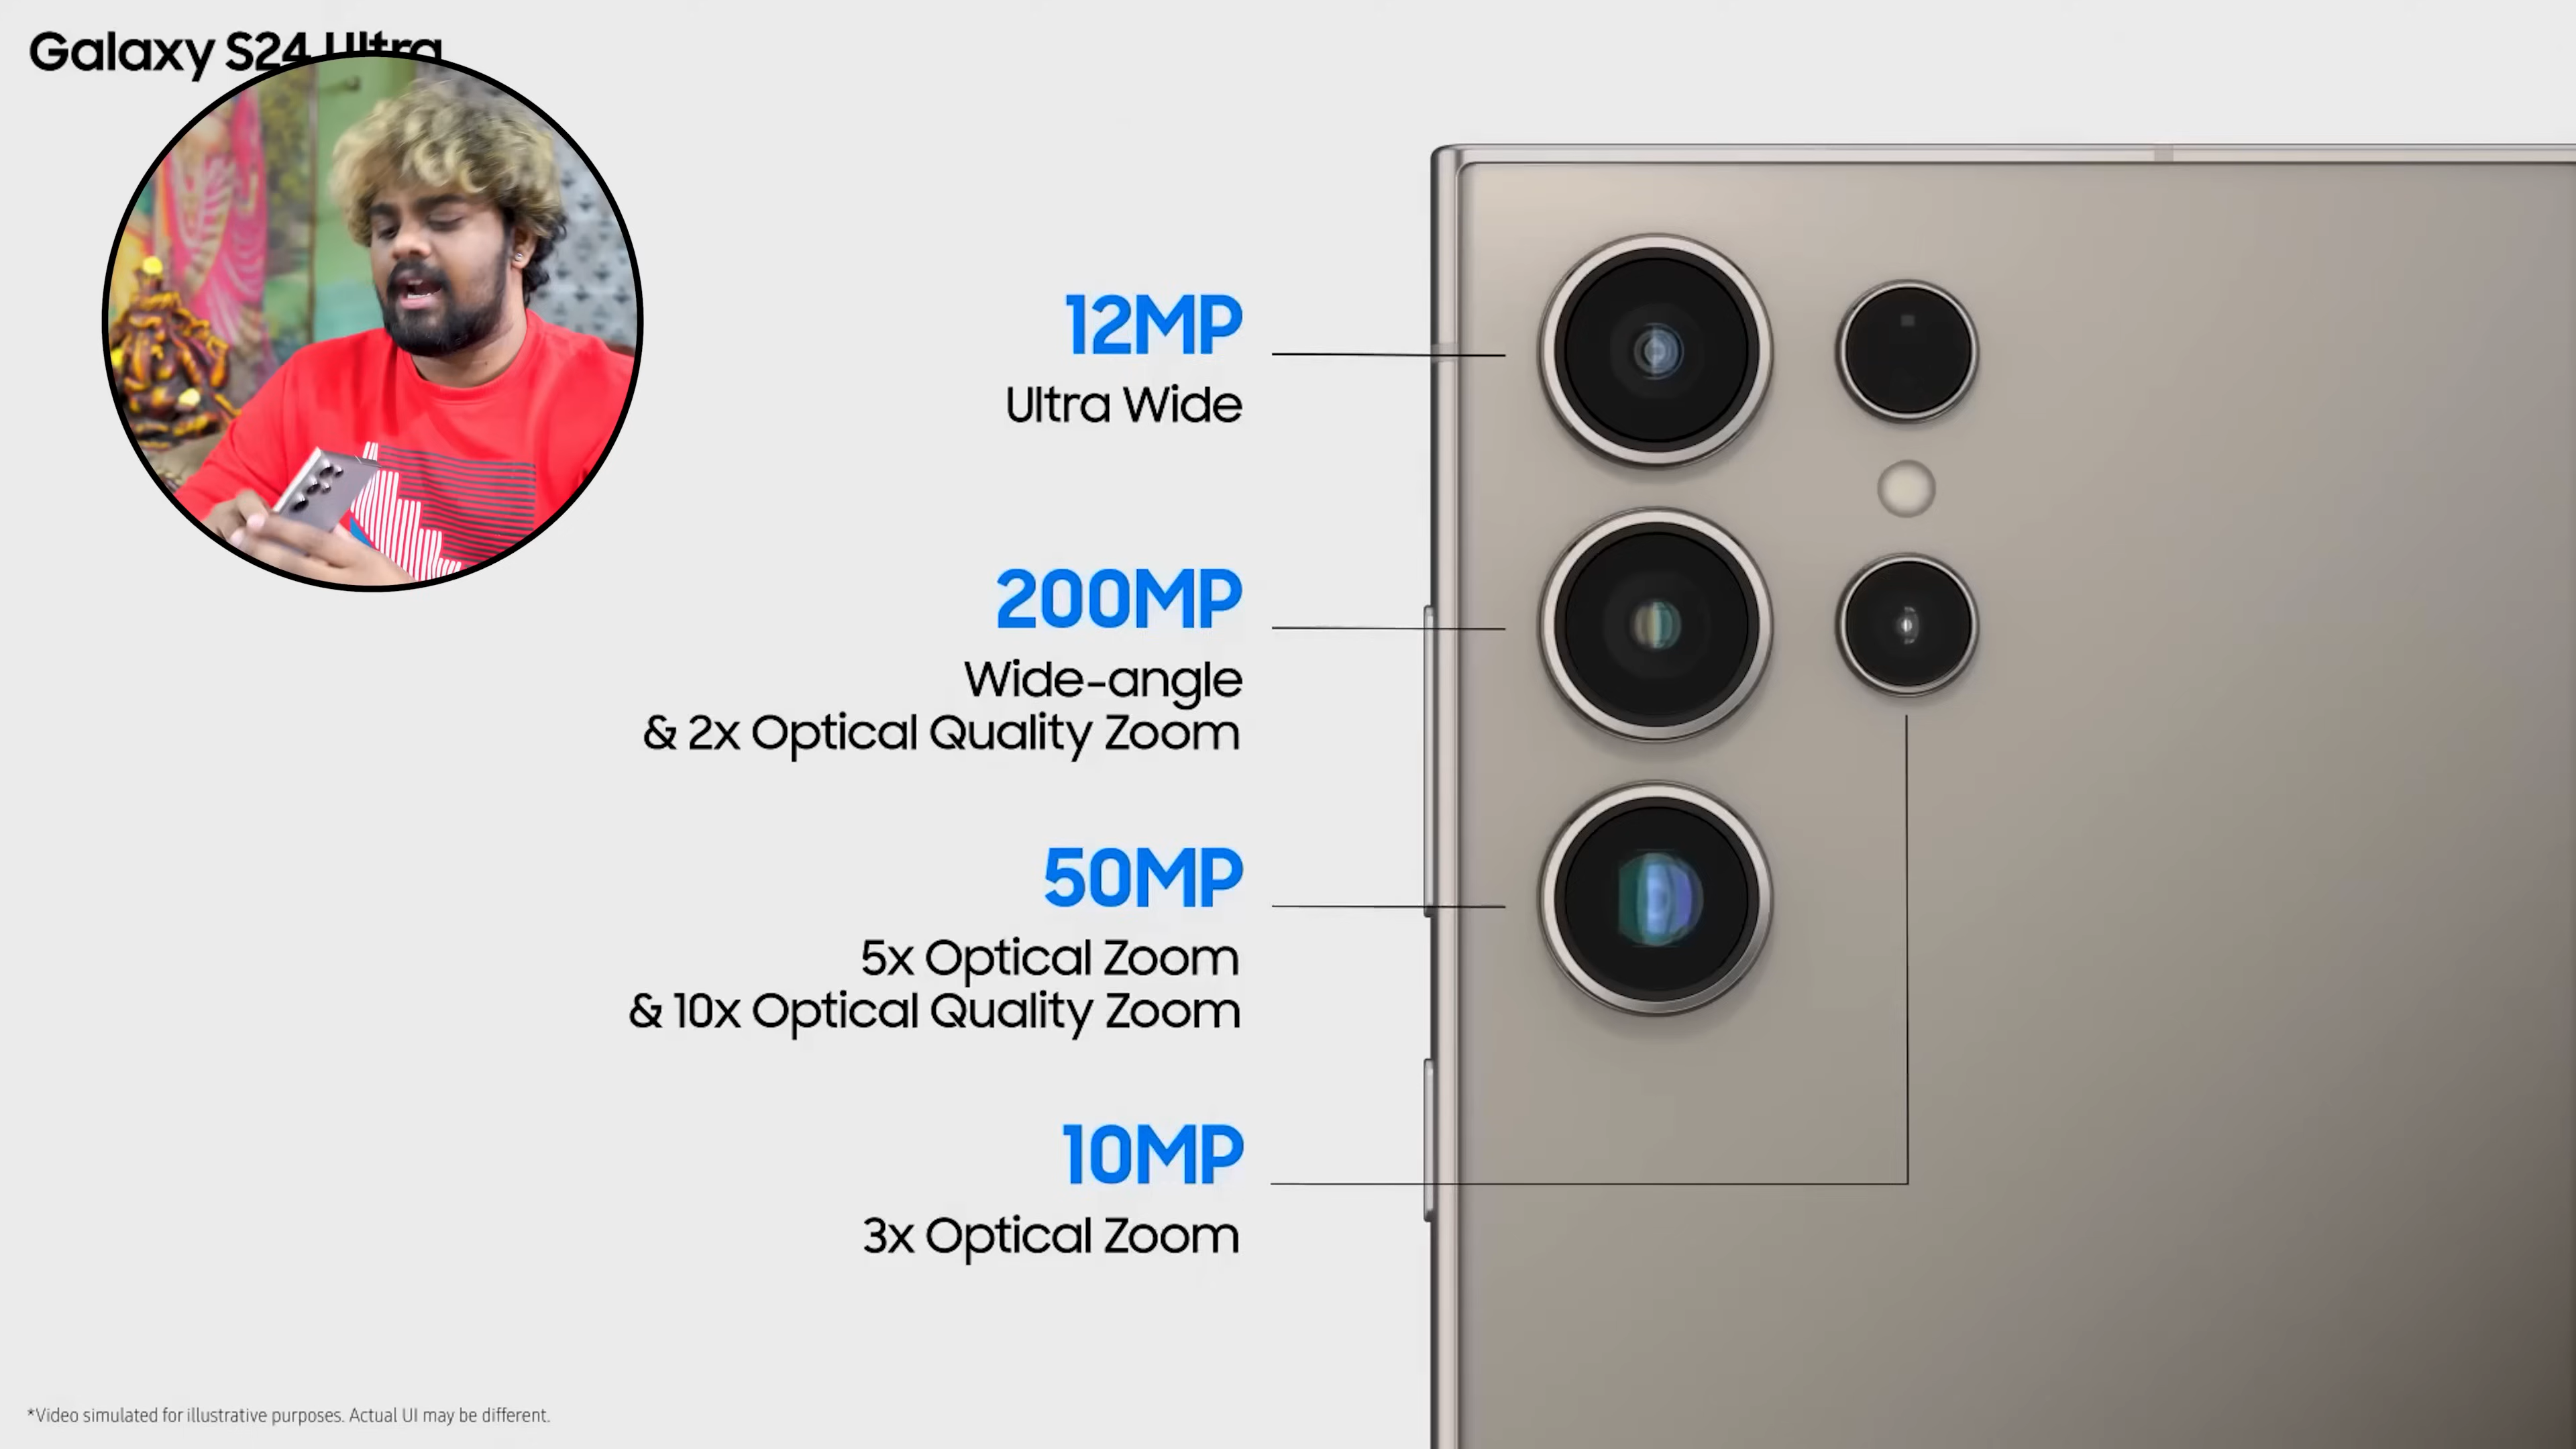 Galaxy S24 Ultra
12MP
Ultra Wide
200MP
Wide-angle
& 2x Optical Quality Zoom
50MP
5x Optical Zoom
& 10x Optical Quality Zoom
10MP
3x Optical Zoom
*Video simulated for illustrative purposes. Actual UI may be different.